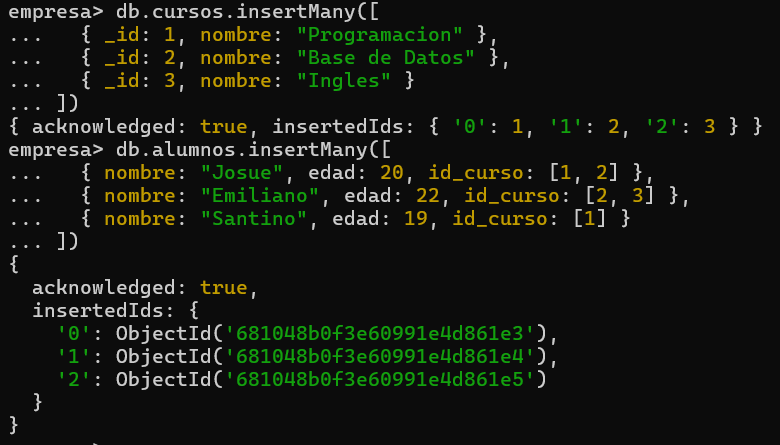 empresa> db.cursos.insertMany([
...   { _id: 1, nombre: "Programacion" },
...   { _id: 2, nombre: "Base de Datos" },
...   { _id: 3, nombre: "Ingles" }
... ])
{ acknowledged: true, insertedIds: { '0': 1, '1': 2, '2': 3 } }
empresa> db.alumnos.insertMany([
...   { nombre: "Josue", edad: 20, id_curso: [1, 2] },
...   { nombre: "Emiliano", edad: 22, id_curso: [2, 3] },
...   { nombre: "Santino", edad: 19, id_curso: [1] }
... ])
{
  acknowledged: true,
  insertedIds: {
    '0': ObjectId('681048b0f3e60991e4d861e3'),
    '1': ObjectId('681048b0f3e60991e4d861e4'),
    '2': ObjectId('681048b0f3e60991e4d861e5')
  }
}